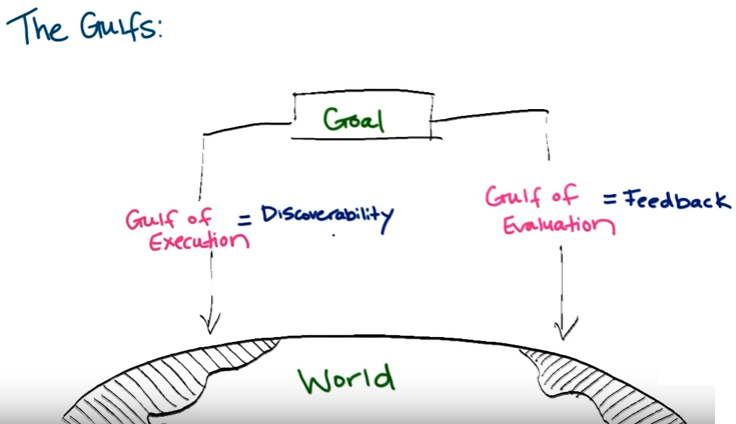 The Gulfs:
Goal
Gulf of
Execution
= Discoverability
Gulf of
Evaluation
= Feedback
World